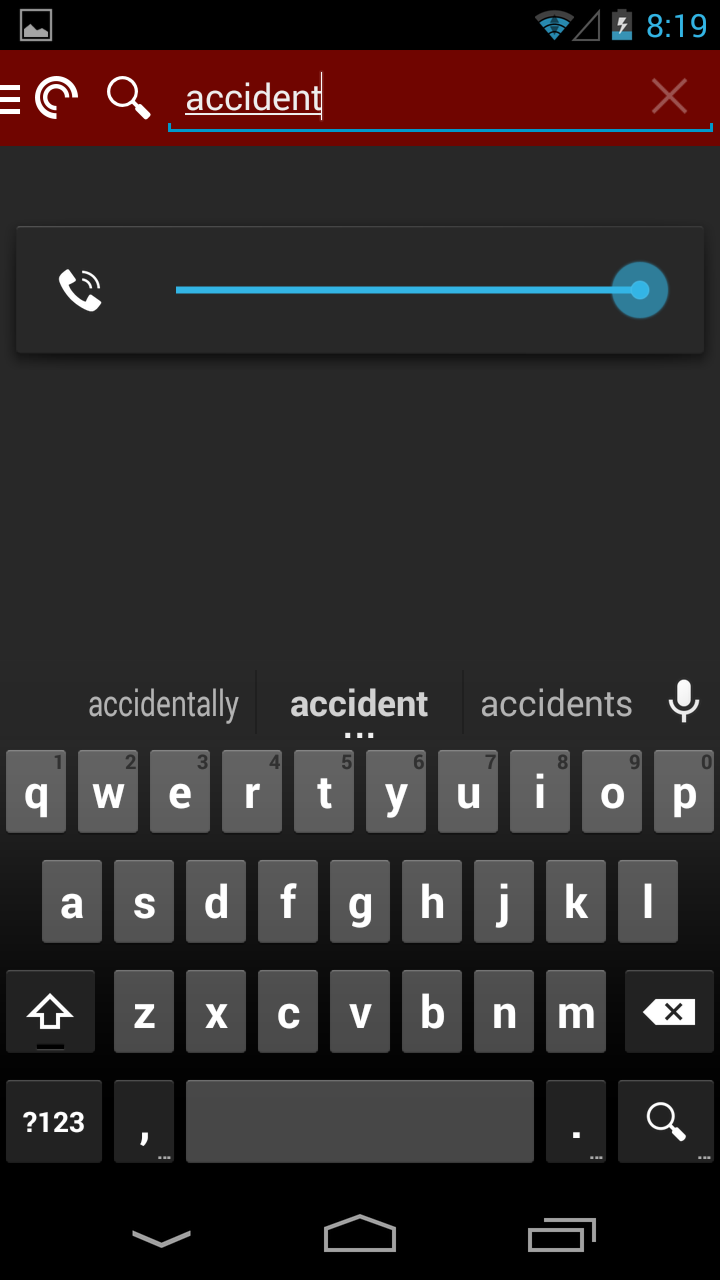 8:19
accident
accidentally accident accidents
1 2 3 4 5 6 7 8 9 0
q w e r t y u i o p
a s d f g h j k l
z x c v b n m
?123 , .